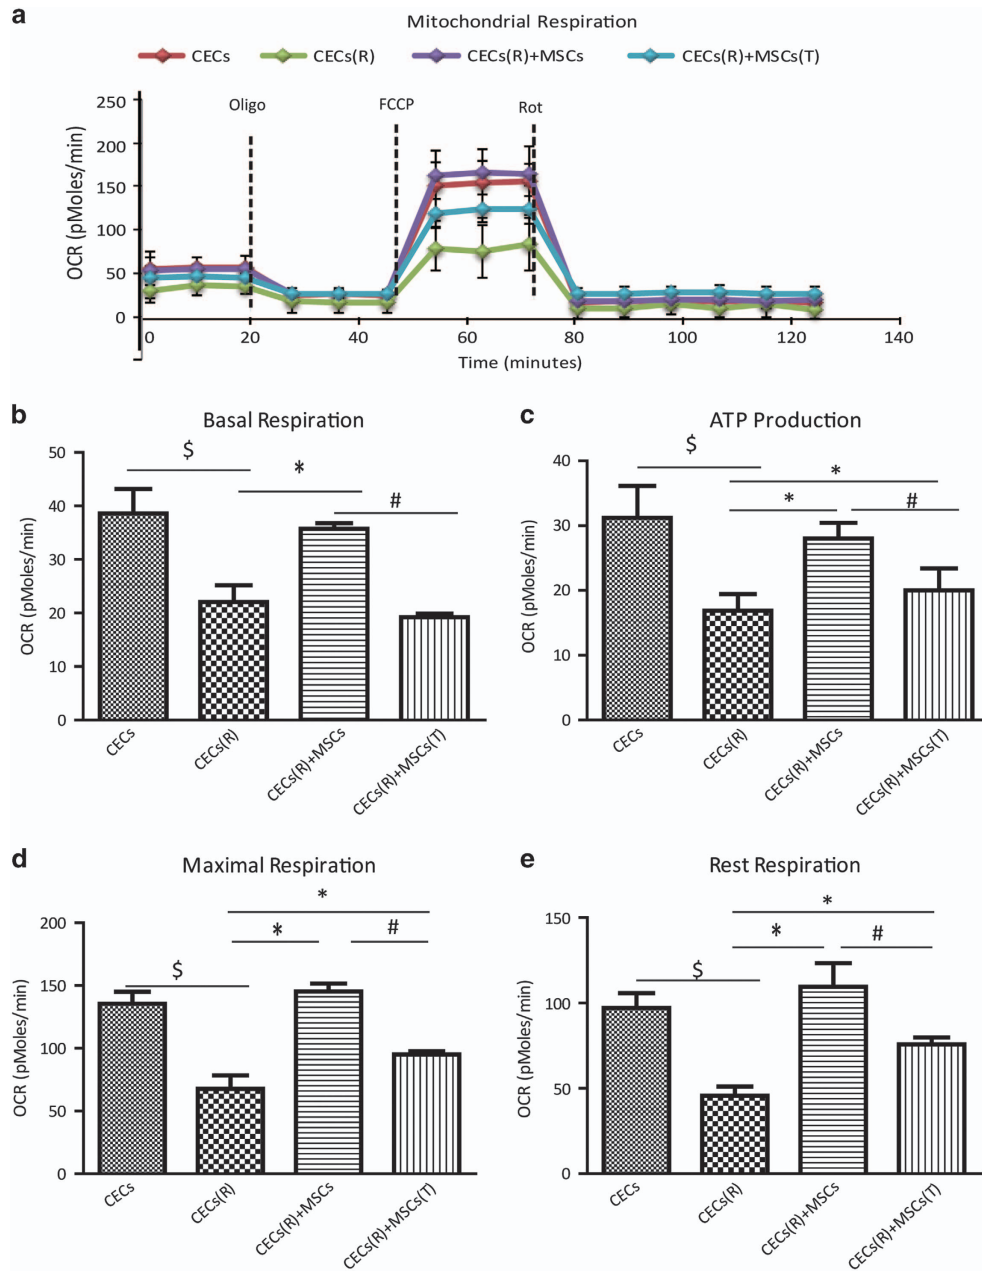 a
Mitochondrial Respiration
CECs CECs(R) CECs(R)+MSCs CECs(R)+MSCs(T)
Oligo FCCP Rot
OCR (pMoles/min)
250
200
150
100
50
0
0 20 40 60 80 100 120 140
Time (minutes)
b
Basal Respiration
OCR (pMoles/min)
50
40
30
20
10
0
$
*
#
CECs CECs(R) CECs(R)+MSCs CECs(R)+MSCs(T)
c
ATP Production
OCR (pMoles/min)
40
30
20
10
0
$
*
* #
CECs CECs(R) CECs(R)+MSCs CECs(R)+MSCs(T)
d
Maximal Respiration
OCR (pMoles/min)
200
150
100
50
0
*
* #
$
CECs CECs(R) CECs(R)+MSCs CECs(R)+MSCs(T)
e
Rest Respiration
OCR (pMoles/min)
150
100
50
0
*
* #
$
CECs CECs(R) CECs(R)+MSCs CECs(R)+MSCs(T)